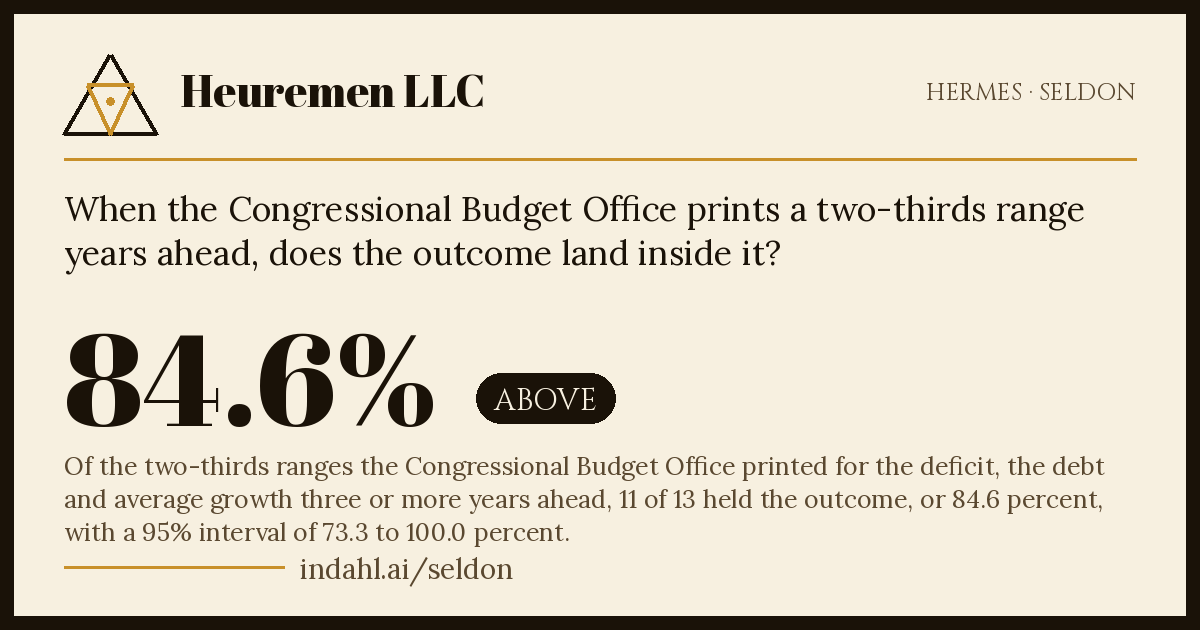 Heuremen LLC
HERMES · SELDON
When the Congressional Budget Office prints a two-thirds range
years ahead, does the outcome land inside it?
84.6%
ABOVE
Of the two-thirds ranges the Congressional Budget Office printed for the deficit, the debt
and average growth three or more years ahead, 11 of 13 held the outcome, or 84.6 percent,
with a 95% interval of 73.3 to 100.0 percent.
indahl.ai/seldon